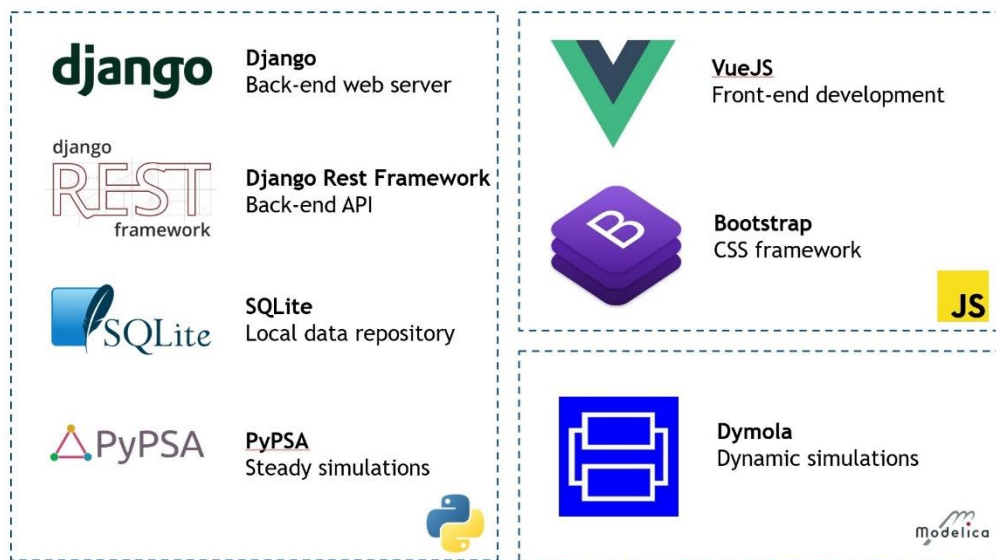 django
Django
Back-end web server
django
REST
framework
Django Rest Framework
Back-end API
SQLite
SQLite
Local data repository
PyPSA
PyPSA
Steady simulations
VueJS
Front-end development
B
Bootstrap
CSS framework
JS
Dymola
Dynamic simulations
Modelica